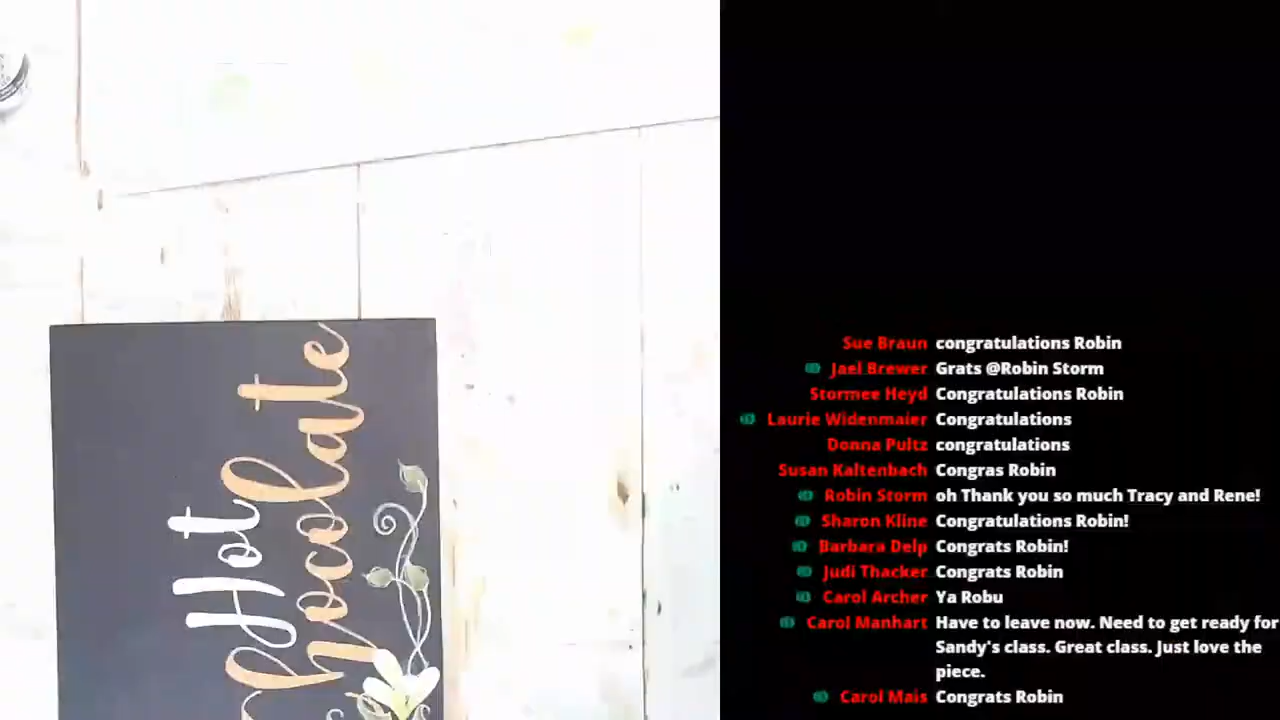 Hot
hocolate
Sue Braun congratulations Robin
Jael Brewer Grats @Robin Storm
Stormee Heyd Congratulations Robin
Laurie Widenmaier Congratulations
Donna Pultz congratulations
Susan Kaltenbach Congras Robin
Robin Storm oh Thank you so much Tracy and Rene!
Sharon Kline Congratulations Robin!
Barbara Delp Congrats Robin!
Judi Thacker Congrats Robin
Carol Archer Ya Robu
Carol Manhart Have to leave now. Need to get ready for
Sandy's class. Great class. Just love the
piece.
Carol Mais Congrats Robin